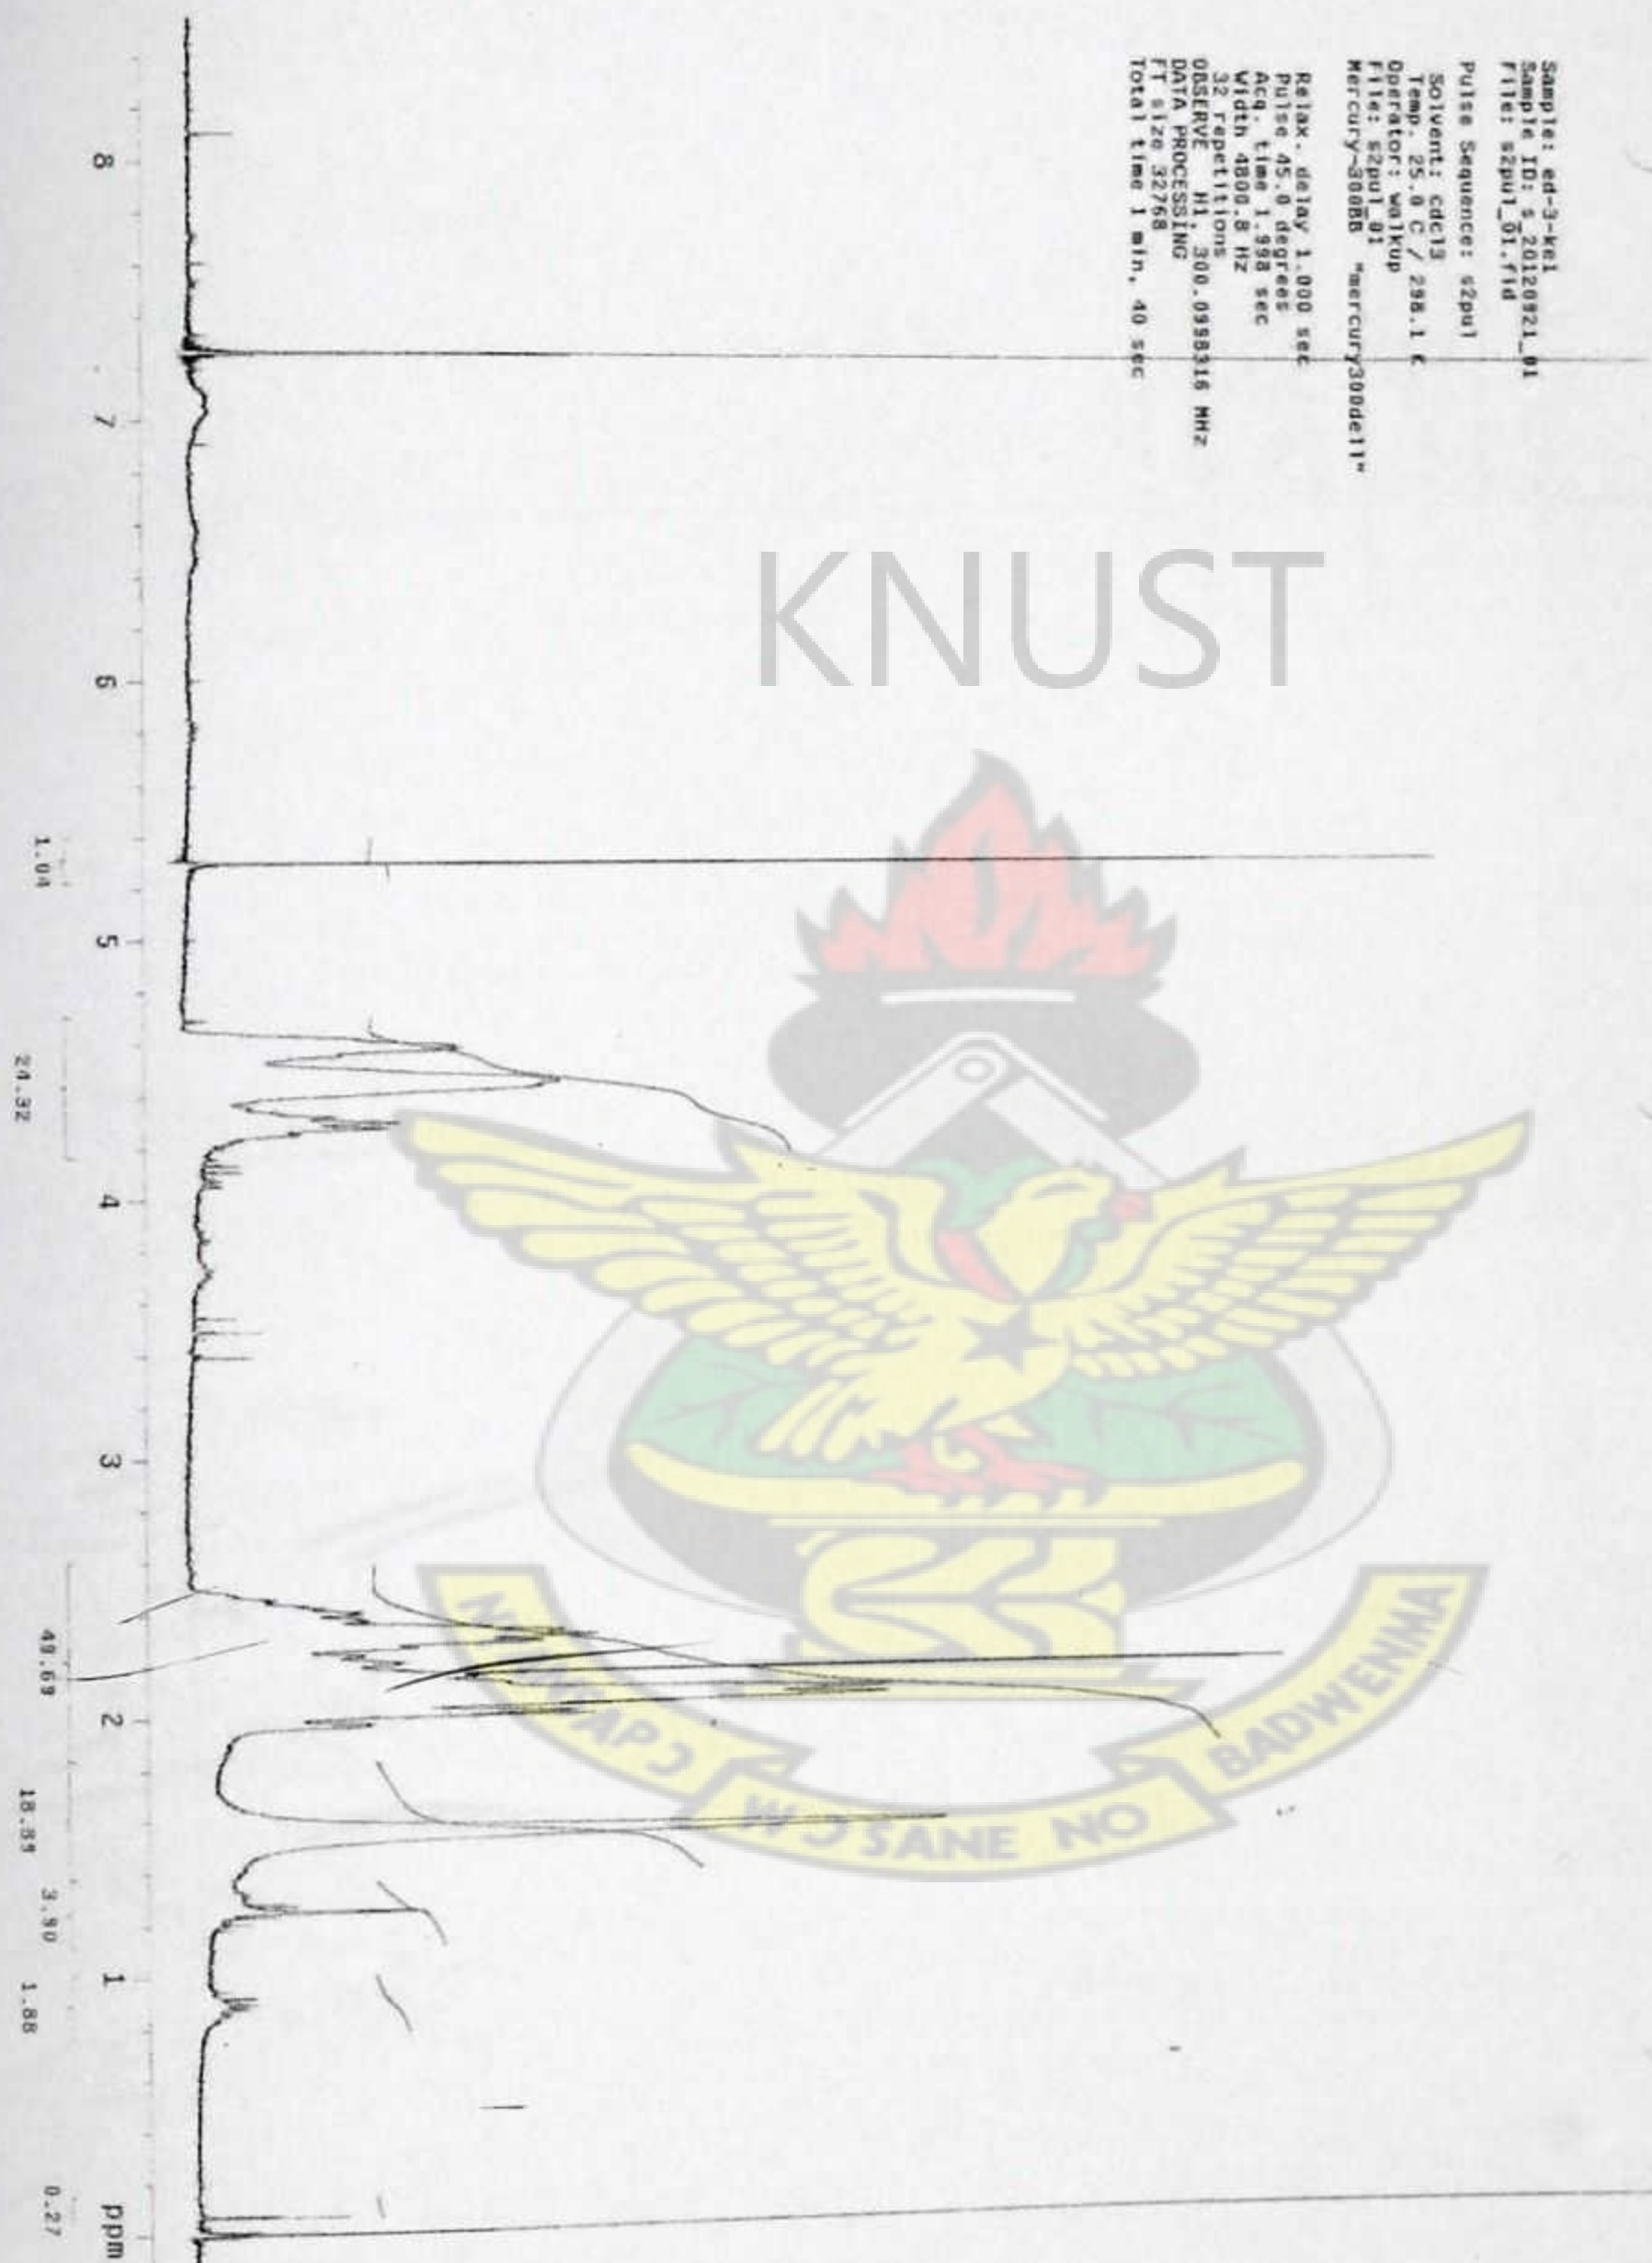 Sample: ed-3-kel
Sample ID: s_20120921_01
File: s2pul_01.fid
Pulse Sequence: s2pul
Solvent: cdcl3
Temp. 25.0 C / 298.1 K
Operator: walkup
File: s2pul_01
Mercury-300BB "mercury300dell"
Relax. delay 1.000 sec
Pulse 45.0 degrees
Acq. time 1.998 sec
Width 4800.8 Hz
32 repetitions
OBSERVE H1, 300.0998316 MHz
DATA PROCESSING
FT size 32768
Total time 1 min, 40 sec
KNUST
BADWENMA
W Ɔ SANE NO
8 7 6 5 4 3 2 1 ppm
1.04
24.32
49.69
3.90
1.88
0.27